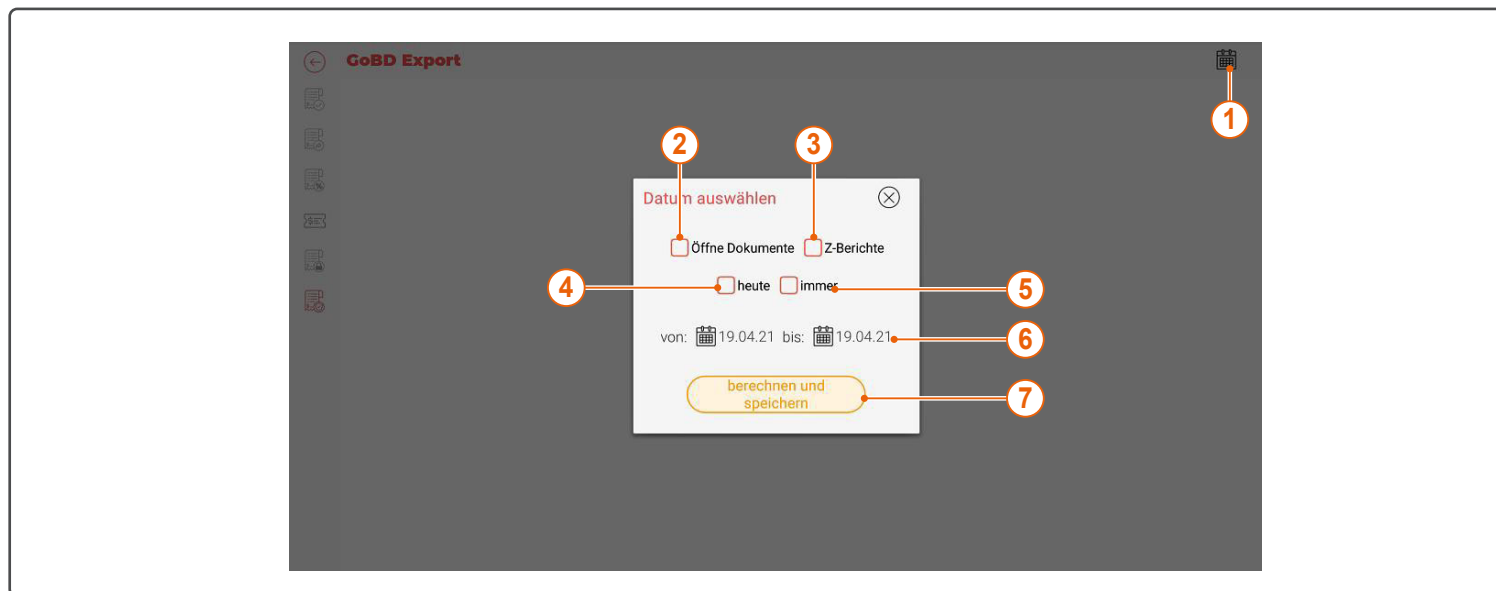 GoBD Export
1
2
3
Datum auswählen
Öffne Dokumente Z-Berichte
4
heute immer
5
von: 19.04.21 bis: 19.04.21
6
berechnen und
speichern
7